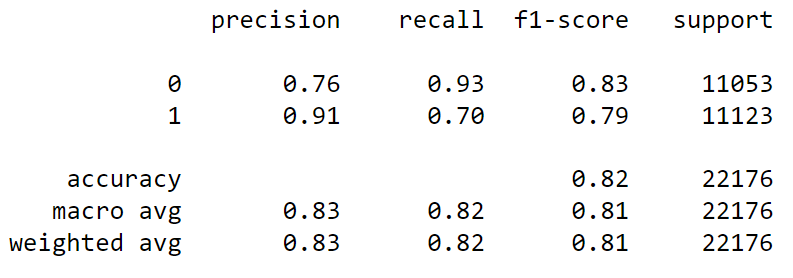 precision recall f1-score support
0 0.76 0.93 0.83 11053
1 0.91 0.70 0.79 11123
accuracy 0.82 22176
macro avg 0.83 0.82 0.81 22176
weighted avg 0.83 0.82 0.81 22176